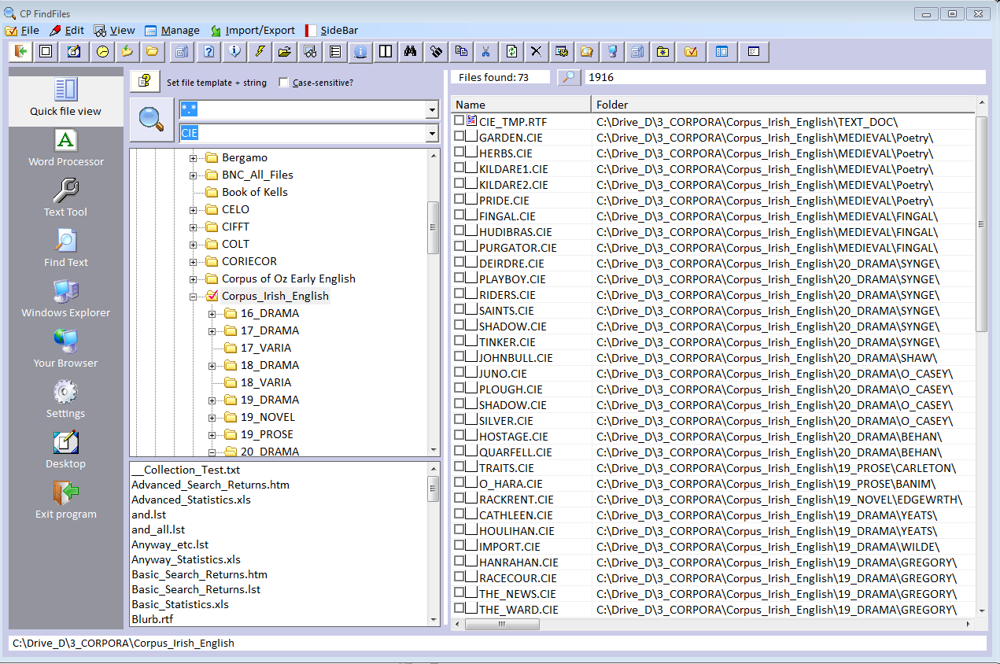 CP FindFiles
File Edit View Manage Import/Export SideBar
Set file template + string Case-sensitive?
*.*
CIE
Quick file view
Word Processor
Text Tool
Find Text
Windows Explorer
Your Browser
Settings
Desktop
Exit program
Bergamo
BNC_All_Files
Book of Kells
CELO
CIFFT
COLT
CORIECOR
Corpus of Oz Early English
Corpus_Irish_English
16_DRAMA
17_DRAMA
17_VARIA
18_DRAMA
18_VARIA
19_DRAMA
19_NOVEL
19_PROSE
20_DRAMA
__Collection_Test.txt
Advanced_Search_Returns.htm
Advanced_Statistics.xls
and.lst
and_all.lst
Anyway_etc.lst
Anyway_Statistics.xls
Basic_Search_Returns.htm
Basic_Search_Returns.lst
Basic_Statistics.xls
Blurb.rtf
Files found: 73 1916
Name Folder
CIE_TMP.RTF C:\Drive_D\3_CORPORA\Corpus_Irish_English\TEXT_DOC\
GARDEN.CIE C:\Drive_D\3_CORPORA\Corpus_Irish_English\MEDIEVAL\Poetry\
HERBS.CIE C:\Drive_D\3_CORPORA\Corpus_Irish_English\MEDIEVAL\Poetry\
KILDARE1.CIE C:\Drive_D\3_CORPORA\Corpus_Irish_English\MEDIEVAL\Poetry\
KILDARE2.CIE C:\Drive_D\3_CORPORA\Corpus_Irish_English\MEDIEVAL\Poetry\
PRIDE.CIE C:\Drive_D\3_CORPORA\Corpus_Irish_English\MEDIEVAL\Poetry\
FINGAL.CIE C:\Drive_D\3_CORPORA\Corpus_Irish_English\MEDIEVAL\FINGAL\
HUDIBRAS.CIE C:\Drive_D\3_CORPORA\Corpus_Irish_English\MEDIEVAL\FINGAL\
PURGATOR.CIE C:\Drive_D\3_CORPORA\Corpus_Irish_English\MEDIEVAL\FINGAL\
DEIRDRE.CIE C:\Drive_D\3_CORPORA\Corpus_Irish_English\20_DRAMA\SYNGE\
PLAYBOY.CIE C:\Drive_D\3_CORPORA\Corpus_Irish_English\20_DRAMA\SYNGE\
RIDERS.CIE C:\Drive_D\3_CORPORA\Corpus_Irish_English\20_DRAMA\SYNGE\
SAINTS.CIE C:\Drive_D\3_CORPORA\Corpus_Irish_English\20_DRAMA\SYNGE\
SHADOW.CIE C:\Drive_D\3_CORPORA\Corpus_Irish_English\20_DRAMA\SYNGE\
TINKER.CIE C:\Drive_D\3_CORPORA\Corpus_Irish_English\20_DRAMA\SYNGE\
JOHNBULL.CIE C:\Drive_D\3_CORPORA\Corpus_Irish_English\20_DRAMA\SHAW\
JUNO.CIE C:\Drive_D\3_CORPORA\Corpus_Irish_English\20_DRAMA\O_CASEY\
PLOUGH.CIE C:\Drive_D\3_CORPORA\Corpus_Irish_English\20_DRAMA\O_CASEY\
SHADOW.CIE C:\Drive_D\3_CORPORA\Corpus_Irish_English\20_DRAMA\O_CASEY\
SILVER.CIE C:\Drive_D\3_CORPORA\Corpus_Irish_English\20_DRAMA\O_CASEY\
HOSTAGE.CIE C:\Drive_D\3_CORPORA\Corpus_Irish_English\20_DRAMA\BEHAN\
QUARFELL.CIE C:\Drive_D\3_CORPORA\Corpus_Irish_English\20_DRAMA\BEHAN\
TRAITS.CIE C:\Drive_D\3_CORPORA\Corpus_Irish_English\19_PROSE\CARLETON\
O_HARA.CIE C:\Drive_D\3_CORPORA\Corpus_Irish_English\19_PROSE\BANIM\
RACKRENT.CIE C:\Drive_D\3_CORPORA\Corpus_Irish_English\19_NOVEL\EDGEWRTH\
CATHLEEN.CIE C:\Drive_D\3_CORPORA\Corpus_Irish_English\19_DRAMA\YEATS\
HOULIHAN.CIE C:\Drive_D\3_CORPORA\Corpus_Irish_English\19_DRAMA\YEATS\
IMPORT.CIE C:\Drive_D\3_CORPORA\Corpus_Irish_English\19_DRAMA\WILDE\
HANRAHAN.CIE C:\Drive_D\3_CORPORA\Corpus_Irish_English\19_DRAMA\GREGORY\
RACECOUR.CIE C:\Drive_D\3_CORPORA\Corpus_Irish_English\19_DRAMA\GREGORY\
THE_NEWS.CIE C:\Drive_D\3_CORPORA\Corpus_Irish_English\19_DRAMA\GREGORY\
THE_WARD.CIE C:\Drive_D\3_CORPORA\Corpus_Irish_English\19_DRAMA\GREGORY\
C:\Drive_D\3_CORPORA\Corpus_Irish_English